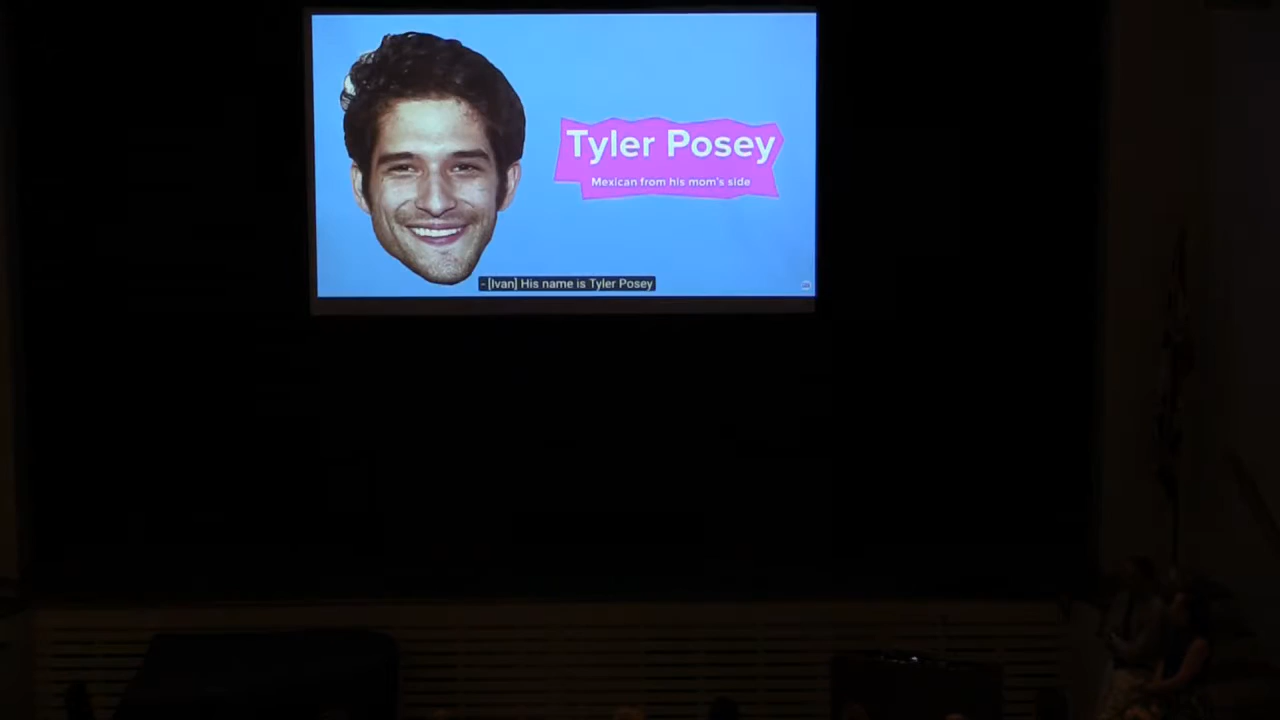 Tyler Posey
Mexican from his mom's side
- [Ivan] His name is Tyler Posey